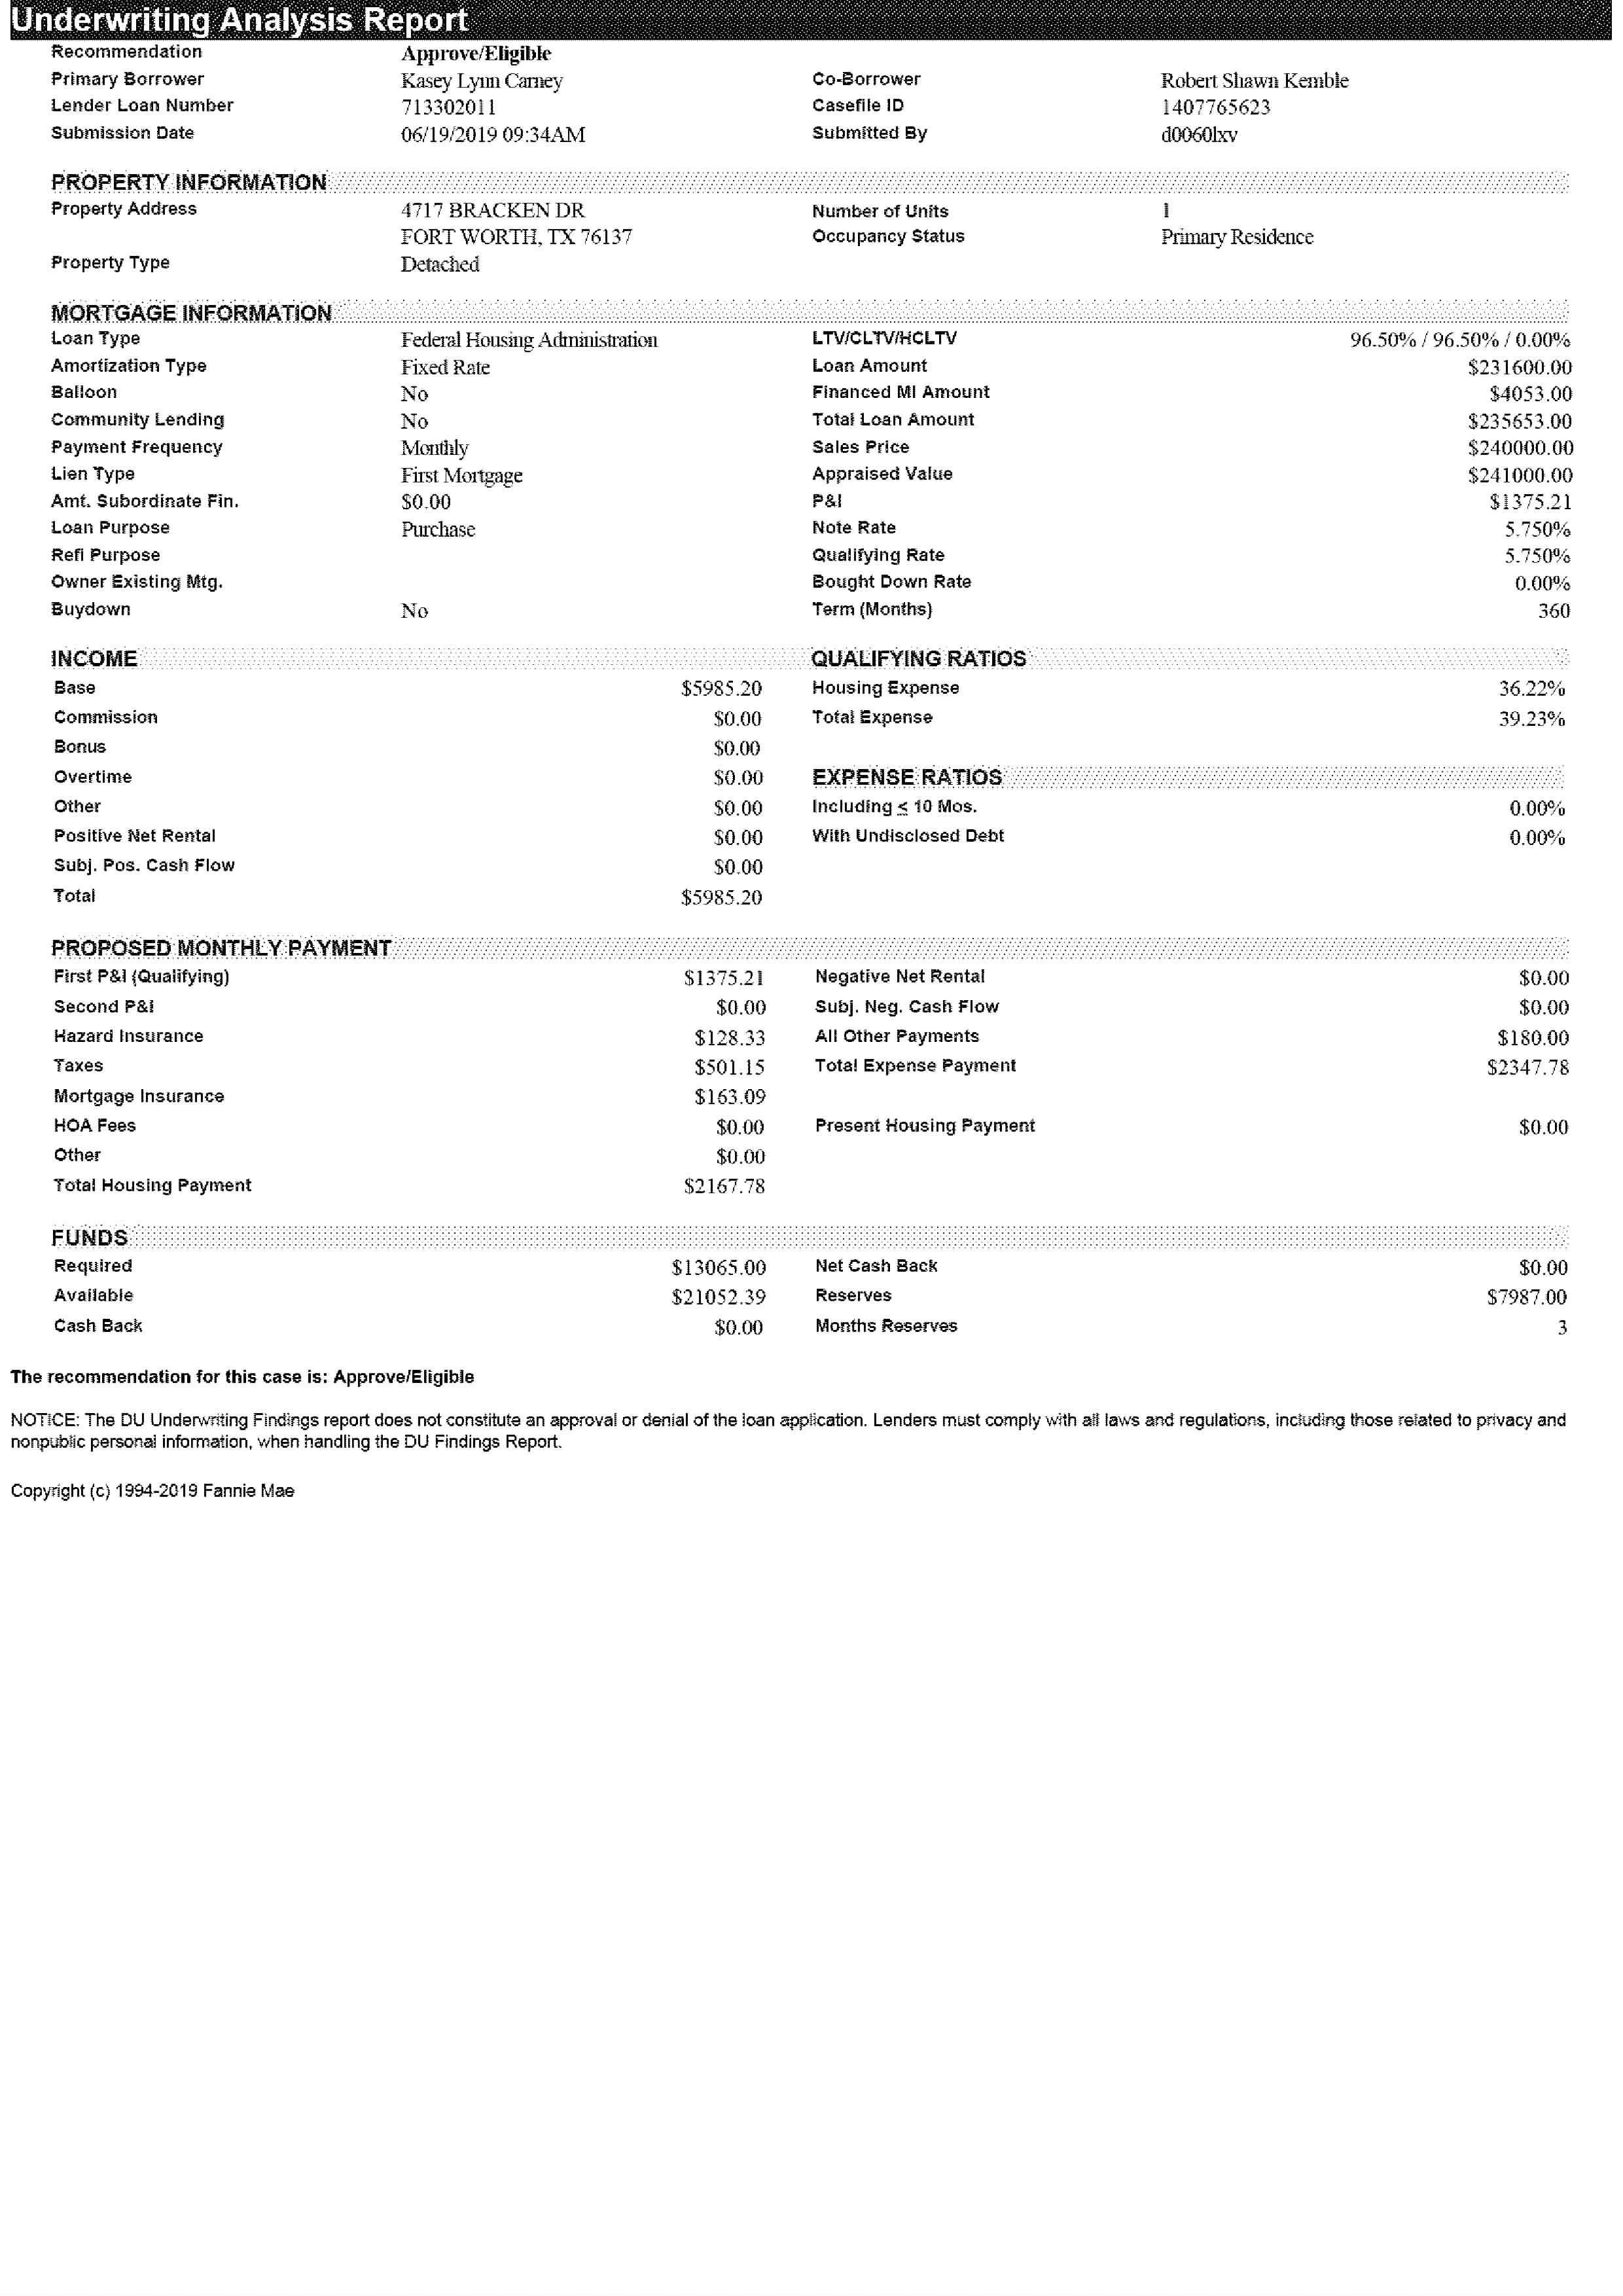 Underwriting Analysis Report
Recommendation Approve/Eligible
Primary Borrower Kasey Lynn Carney Co-Borrower Robert Shawn Kemble
Lender Loan Number 713302011 Casefile ID 1407765623
Submission Date 06/19/2019 09:34AM Submitted By d0060lxv
PROPERTY INFORMATION
Property Address 4717 BRACKEN DR Number of Units 1
FORT WORTH, TX 76137 Occupancy Status Primary Residence
Property Type Detached
MORTGAGE INFORMATION
Loan Type Federal Housing Administration LTV/CLTV/HCLTV 96.50% / 96.50% / 0.00%
Amortization Type Fixed Rate Loan Amount $231600.00
Balloon No Financed MI Amount $4053.00
Community Lending No Total Loan Amount $235653.00
Payment Frequency Monthly Sales Price $240000.00
Lien Type First Mortgage Appraised Value $241000.00
Amt. Subordinate Fin. $0.00 P&I $1375.21
Loan Purpose Purchase Note Rate 5.750%
Refi Purpose Qualifying Rate 5.750%
Owner Existing Mtg. Bought Down Rate 0.00%
Buydown No Term (Months) 360
INCOME QUALIFYING RATIOS
Base $5985.20 Housing Expense 36.22%
Commission $0.00 Total Expense 39.23%
Bonus $0.00
Overtime $0.00 EXPENSE RATIOS
Other $0.00 Including ≤ 10 Mos. 0.00%
Positive Net Rental $0.00 With Undisclosed Debt 0.00%
Subj. Pos. Cash Flow $0.00
Total $5985.20
PROPOSED MONTHLY PAYMENT
First P&I (Qualifying) $1375.21 Negative Net Rental $0.00
Second P&I $0.00 Subj. Neg. Cash Flow $0.00
Hazard Insurance $128.33 All Other Payments $180.00
Taxes $501.15 Total Expense Payment $2347.78
Mortgage Insurance $163.09
HOA Fees $0.00 Present Housing Payment $0.00
Other $0.00
Total Housing Payment $2167.78
FUNDS
Required $13065.00 Net Cash Back $0.00
Available $21052.39 Reserves $7987.00
Cash Back $0.00 Months Reserves 3
The recommendation for this case is: Approve/Eligible
NOTICE: The DU Underwriting Findings report does not constitute an approval or denial of the loan application. Lenders must comply with all laws and regulations, including those related to privacy and
nonpublic personal information, when handling the DU Findings Report.
Copyright (c) 1994-2019 Fannie Mae